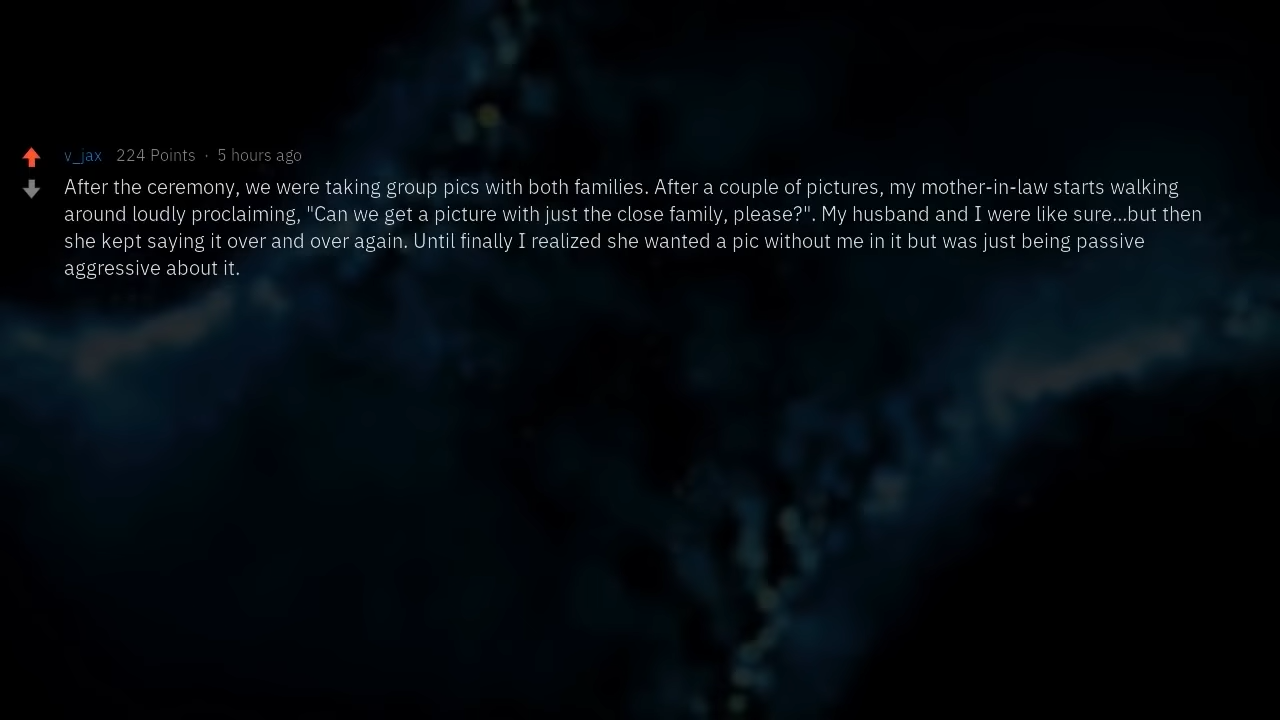 v_jax 224 Points · 5 hours ago
After the ceremony, we were taking group pics with both families. After a couple of pictures, my mother-in-law starts walking
around loudly proclaiming, "Can we get a picture with just the close family, please?". My husband and I were like sure...but then
she kept saying it over and over again. Until finally I realized she wanted a pic without me in it but was just being passive
aggressive about it.